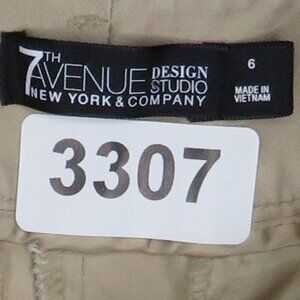 7TH AVENUE DESIGN STUDIO
NEW YORK & COMPANY
6
MADE IN
VIETNAM
3307